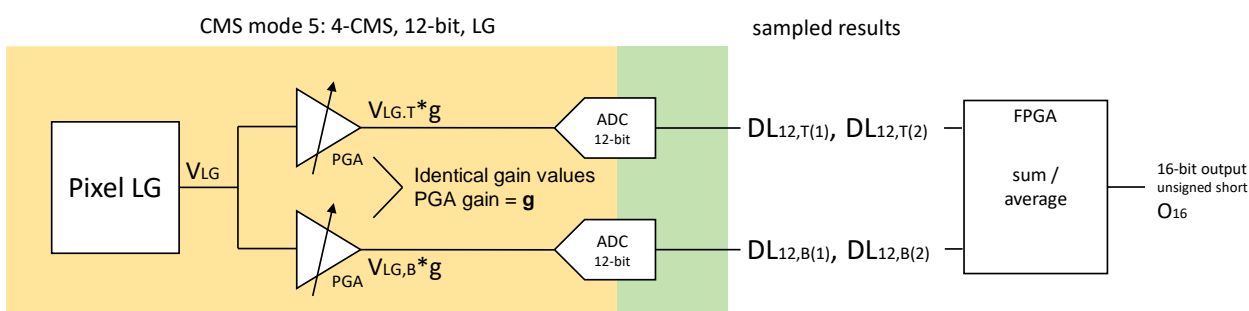 CMS mode 5: 4-CMS, 12-bit, LG
sampled results
Pixel LG
VLG
VLG.T*g
PGA
Identical gain values
PGA gain = g
VLG,B*g
PGA
ADC
12-bit
ADC
12-bit
DL12,T(1), DL12,T(2)
DL12,B(1), DL12,B(2)
FPGA
sum /
average
16-bit output
unsigned short
O16